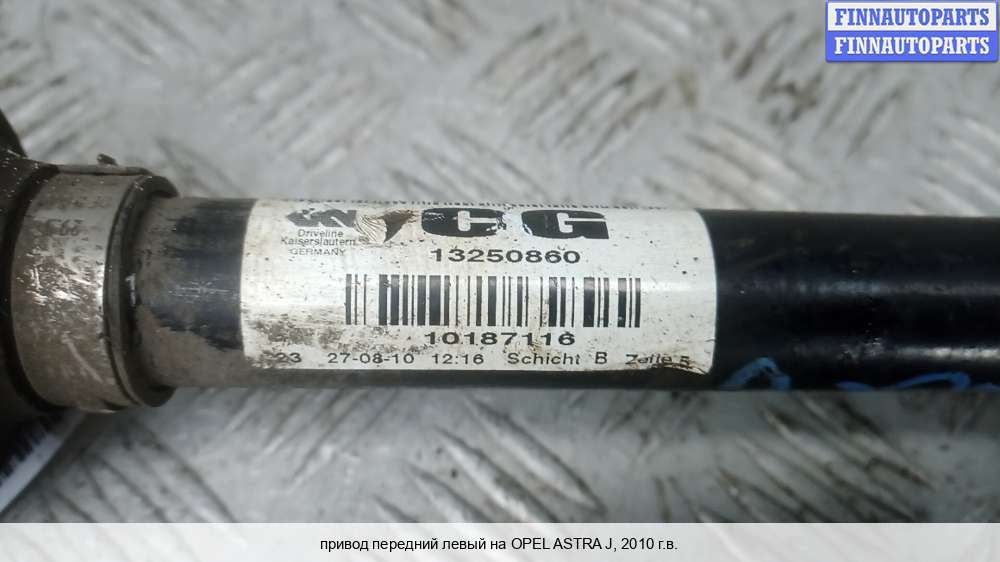 FINNAUTOPARTS
FINNAUTOPARTS
CG
Driveline
Kaiserslautern
GERMANY
13250860
10187116
23 27-08-10 12:16 Schicht B Zeile 5
привод передний левый на OPEL ASTRA J, 2010 г.в.